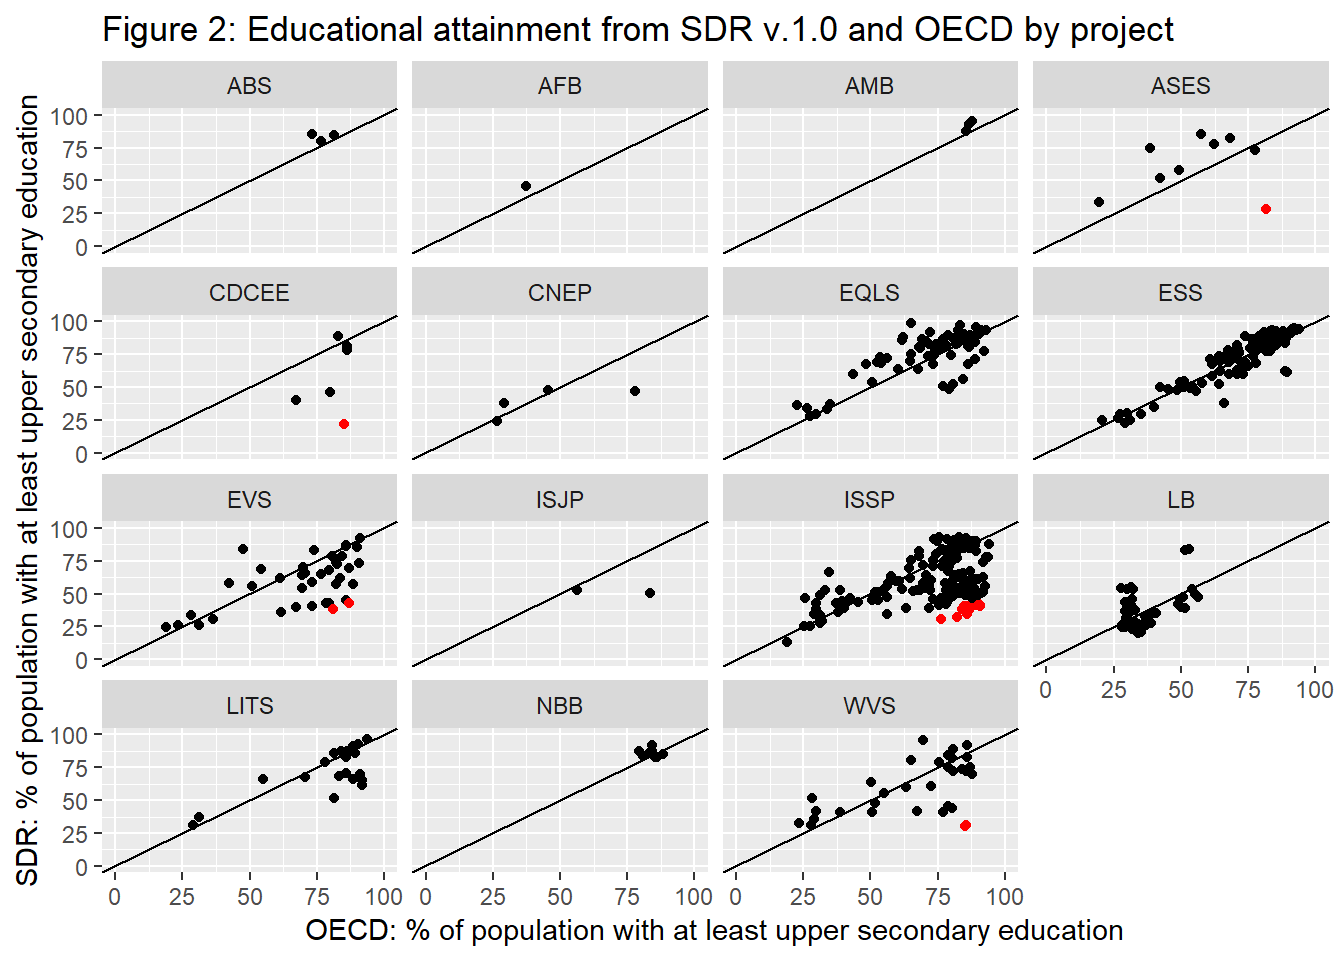 Figure 2: Educational attainment from SDR v.1.0 and OECD by project
SDR: % of population with at least upper secondary education
ABS AFB AMB ASES
100
75
50
25
0
CDCEE CNEP EQLS ESS
100
75
50
25
0
EVS ISJP ISSP LB
100
75
50
25
0
0 25 50 75 100
LITS NBB WVS
100
75
50
25
0
0 25 50 75 100 0 25 50 75 100 0 25 50 75 100
OECD: % of population with at least upper secondary education